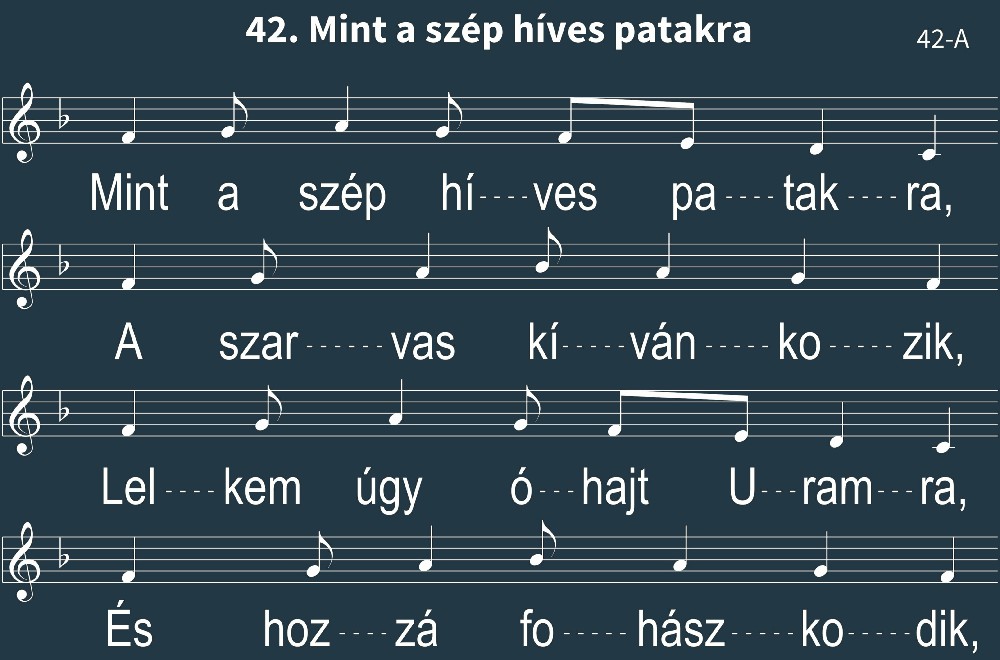 42. Mint a szép híves patakra
42-A
Mint a szép hí----ves pa----tak----ra,
A szar------vas kí-----ván-----ko-----zik,
Lel----kem úgy ó---hajt U---ram---ra,
És hoz----zá fo-----hász-----ko-----dik,